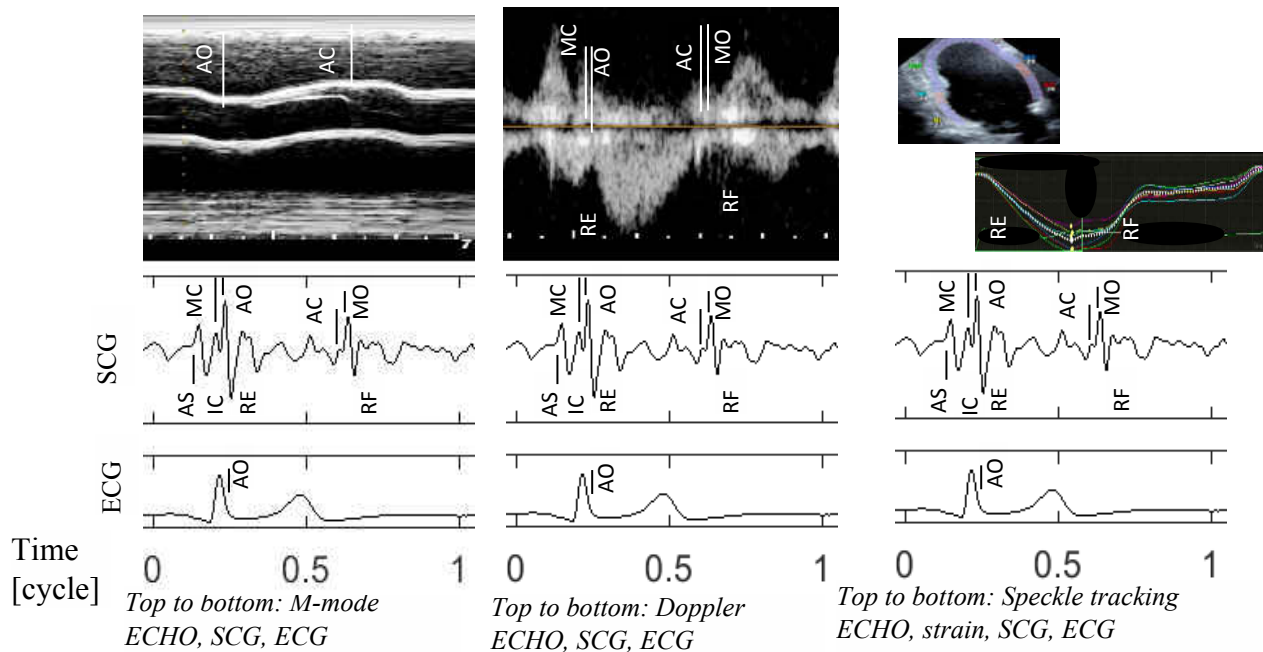 AO
AC
MC
AO
AC
MO
RE
RF
RE
RF
SCG
MC
AO
AC
MO
AS
IC
RE
RF
MC
AO
AC
MO
AS
IC
RE
RF
MC
AO
AC
MO
AS
IC
RE
RF
ECG
AO
AO
AO
Time
[cycle]
0 0.5 1
0 0.5 1
0 0.5 1
Top to bottom: M-mode
ECHO, SCG, ECG
Top to bottom: Doppler
ECHO, SCG, ECG
Top to bottom: Speckle tracking
ECHO, strain, SCG, ECG